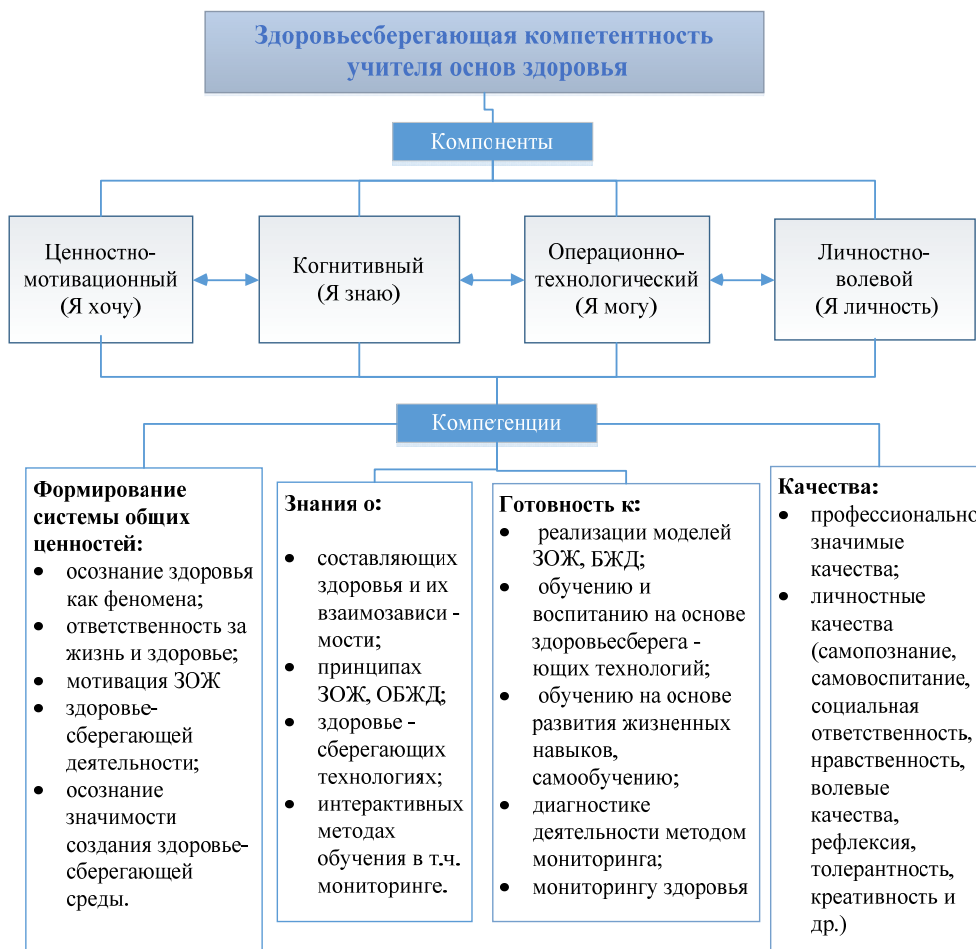 Здоровьесберегающая компетентность
учителя основ здоровья
Компоненты
Ценностно-
мотивационный
(Я хочу)
Когнитивный
(Я знаю)
Операционно-
технологический
(Я могу)
Личностно-
волевой
(Я личность)
Компетенции
Формирование
системы общих
ценностей:
• осознание здоровья
как феномена;
• ответственность за
жизнь и здоровье;
• мотивация ЗОЖ
• здоровье-
сберегающей
деятельности;
• осознание
значимости
создания здоровье-
сберегающей
среды.
Знания о:
• составляющих
здоровья и их
взаимозависи -
мости;
• принципах
ЗОЖ, ОБЖД;
• здоровье -
сберегающих
технологиях;
• интерактивных
методах
обучения в т.ч.
мониторинге.
Готовность к:
• реализации моделей
ЗОЖ, БЖД;
• обучению и
воспитанию на основе
здоровьесберега -
ющих технологий;
• обучению на основе
развития жизненных
навыков,
самообучению;
• диагностике
деятельности методом
мониторинга;
• мониторингу здоровья
Качества:
• профессионально
значимые
качества;
• личностные
качества
(самопознание,
самовоспитание,
социальная
ответственность,
нравственность,
волевые
качества,
рефлексия,
толерантность,
креативность и
др.)